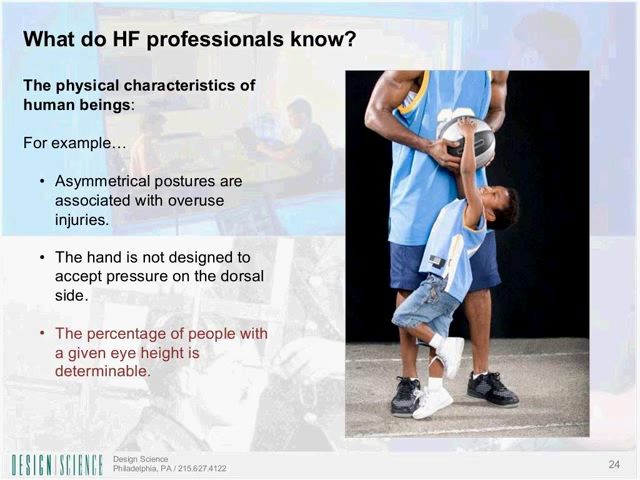 What do HF professionals know?
The physical characteristics of
human beings:
For example…
• Asymmetrical postures are
associated with overuse
injuries.
• The hand is not designed to
accept pressure on the dorsal
side.
• The percentage of people with
a given eye height is
determinable.
DESIGN|SCIENCE
Design Science
Philadelphia, PA / 215.627.4122
24